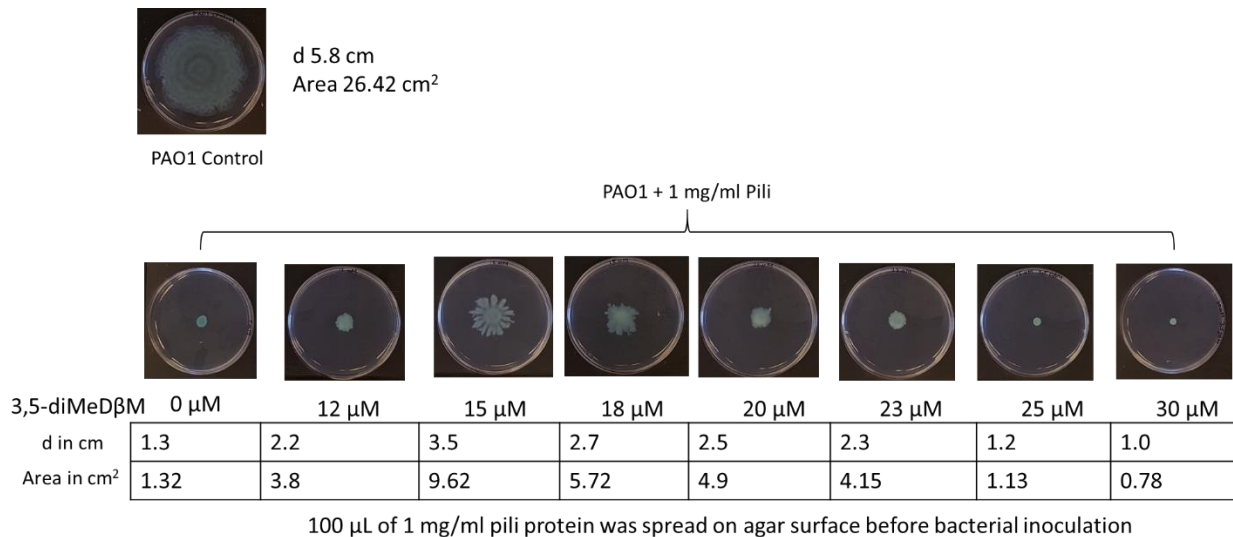 d 5.8 cm
Area 26.42 cm²
PAO1 Control
PAO1 + 1 mg/ml Pili
3,5-diMeDβM 0 μM 12 μM 15 μM 18 μM 20 μM 23 μM 25 μM 30 μM
d in cm 1.3 2.2 3.5 2.7 2.5 2.3 1.2 1.0
Area in cm² 1.32 3.8 9.62 5.72 4.9 4.15 1.13 0.78
100 μL of 1 mg/ml pili protein was spread on agar surface before bacterial inoculation